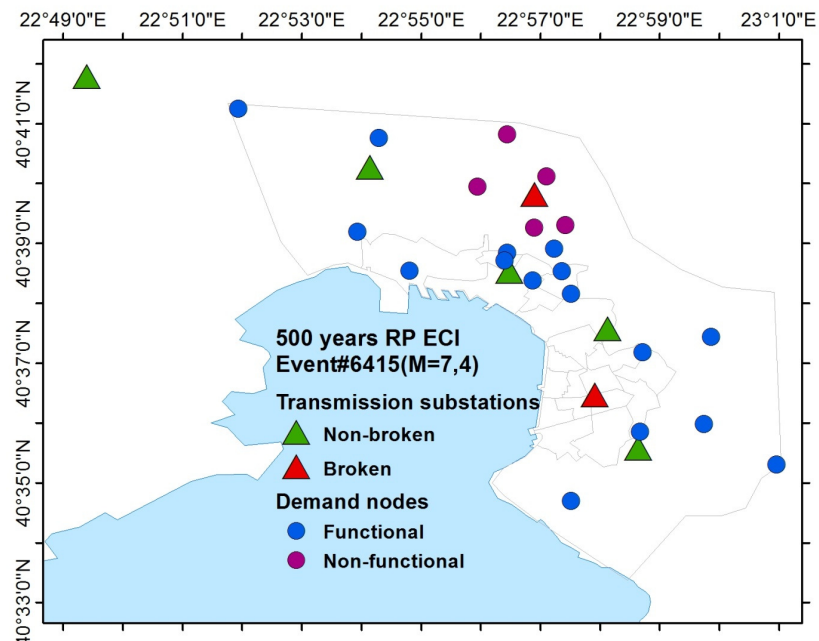 22°49'0"E 22°51'0"E 22°53'0"E 22°55'0"E 22°57'0"E 22°59'0"E 23°1'0"E
40°41'0"N
40°39'0"N
40°37'0"N
40°35'0"N
40°33'0"N
500 years RP ECI
Event#6415(M=7,4)
Transmission substations
Non-broken
Broken
Demand nodes
Functional
Non-functional